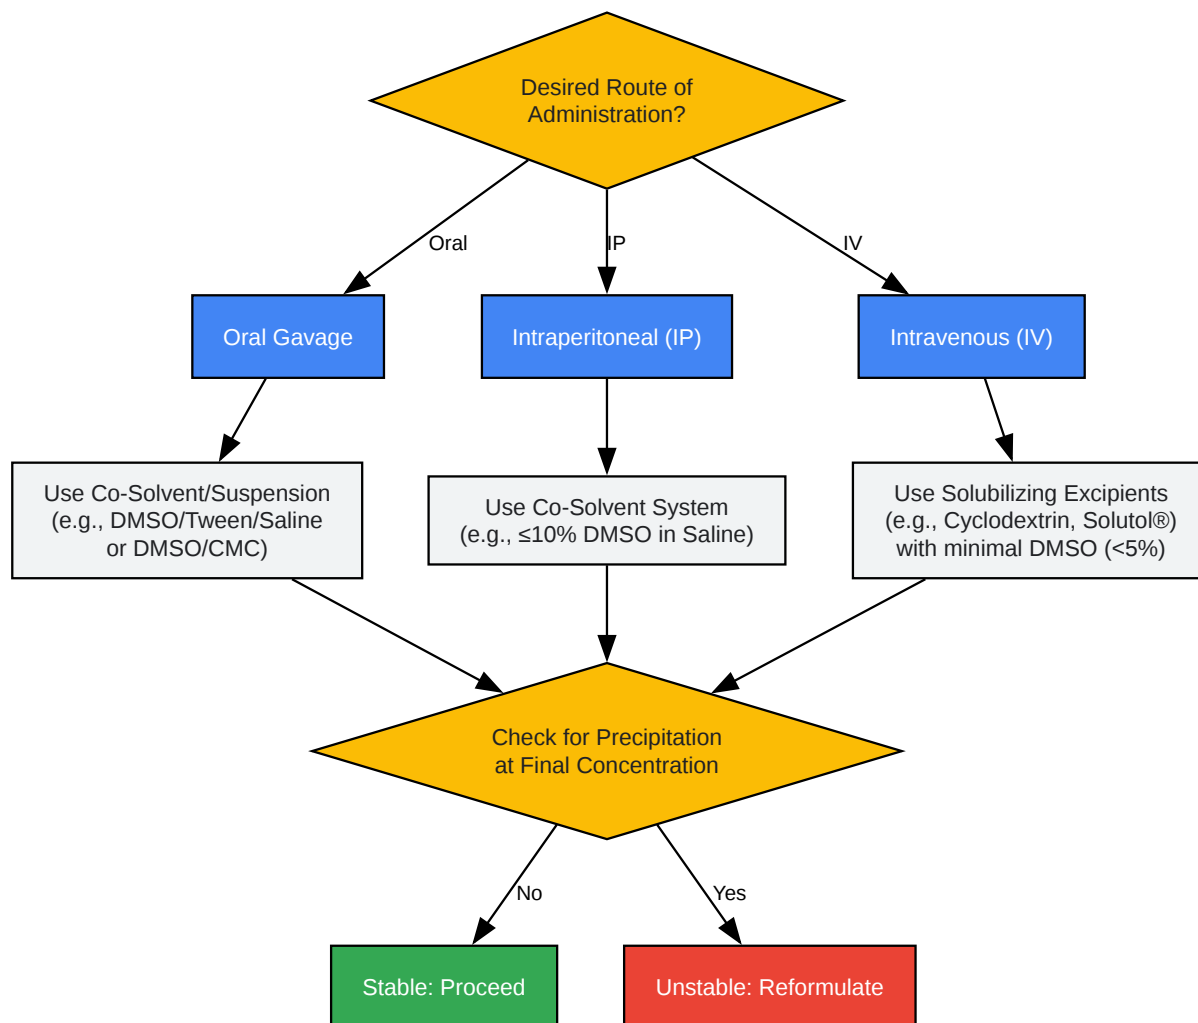 Desired Route of
Administration?
Oral
IP
IV
Oral Gavage
Intraperitoneal (IP)
Intravenous (IV)
Use Co-Solvent/Suspension
(e.g., DMSO/Tween/Saline
or DMSO/CMC)
Use Co-Solvent System
(e.g., ≤10% DMSO in Saline)
Use Solubilizing Excipients
(e.g., Cyclodextrin, Solutol®)
with minimal DMSO (<5%)
Check for Precipitation
at Final Concentration
No
Yes
Stable: Proceed
Unstable: Reformulate